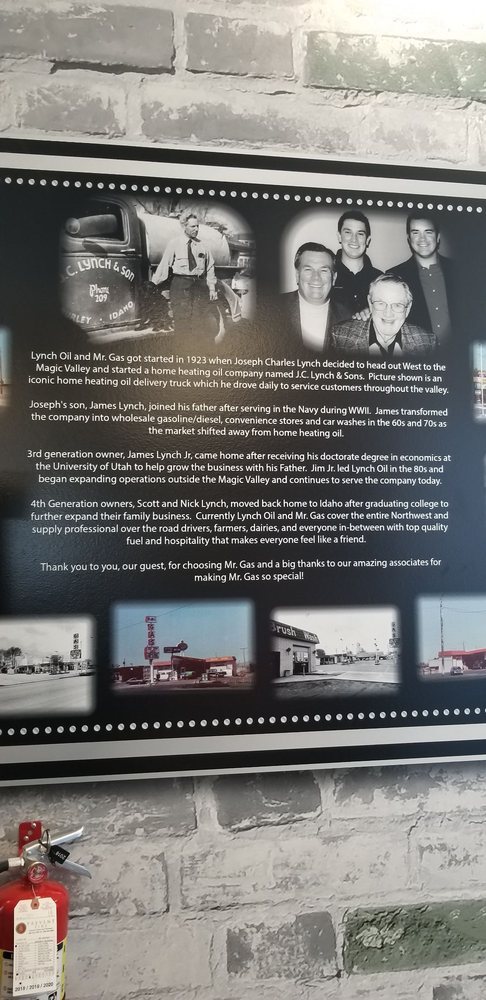 C. LYNCH & SON
Phone
209
RLEY • IDAHO
Lynch Oil and Mr. Gas got started in 1923 when Joseph Charles Lynch decided to head out West to the
Magic Valley and started a home heating oil company named J.C. Lynch & Sons. Picture shown is an
iconic home heating oil delivery truck which he drove daily to service customers throughout the valley.
Joseph's son, James Lynch, joined his father after serving in the Navy during WWII. James transformed
the company into wholesale gasoline/diesel, convenience stores and car washes in the 60s and 70s as
the market shifted away from home heating oil.
3rd generation owner, James Lynch Jr, came home after receiving his doctorate degree in economics at
the University of Utah to help grow the business with his Father. Jim Jr. led Lynch Oil in the 80s and
began expanding operations outside the Magic Valley and continues to serve the company today.
4th Generation owners, Scott and Nick Lynch, moved back home to Idaho after graduating college to
further expand their family business. Currently Lynch Oil and Mr. Gas cover the entire Northwest and
supply professional over the road drivers, farmers, dairies, and everyone in-between with top quality
fuel and hospitality that makes everyone feel like a friend.
Thank you to you, our guest, for choosing Mr. Gas and a big thanks to our amazing associates for
making Mr. Gas so special!
Brush Wash
GAS
2018 / 2019 / 2020